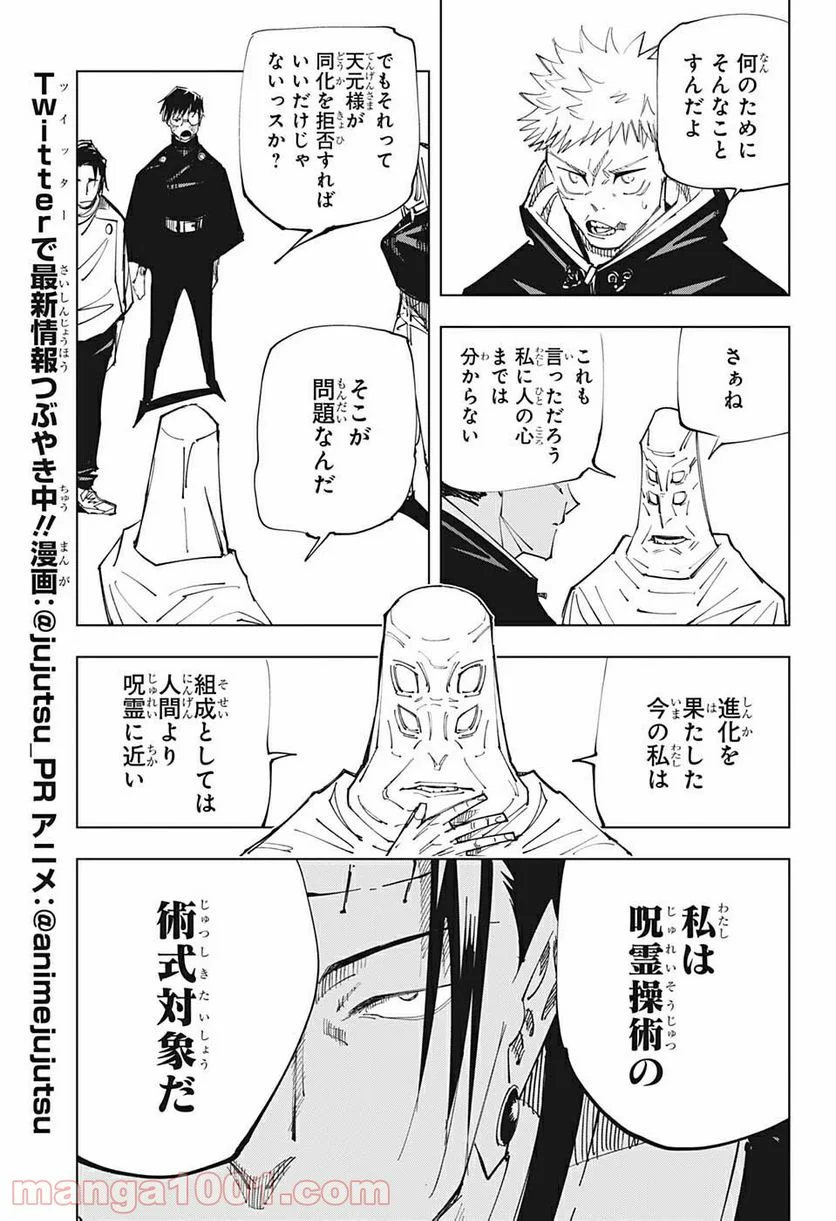 何のために
そんなこと
すんだよ
さぁね
これも
言っただろう
私に人の心
までは
分からない
でもそれって
天元様が
同化を拒否すれば
いいだけじゃ
ないっスか?
そこが
問題なんだ
進化を
果たした
今の私は
組成としては
人間より
呪霊に近い
私は
呪霊操術の
術式対象だ
Twitterで最新情報つぶやき中!!漫画:@jujutsu_PR アニメ:@animejujutsu
manga1001.com